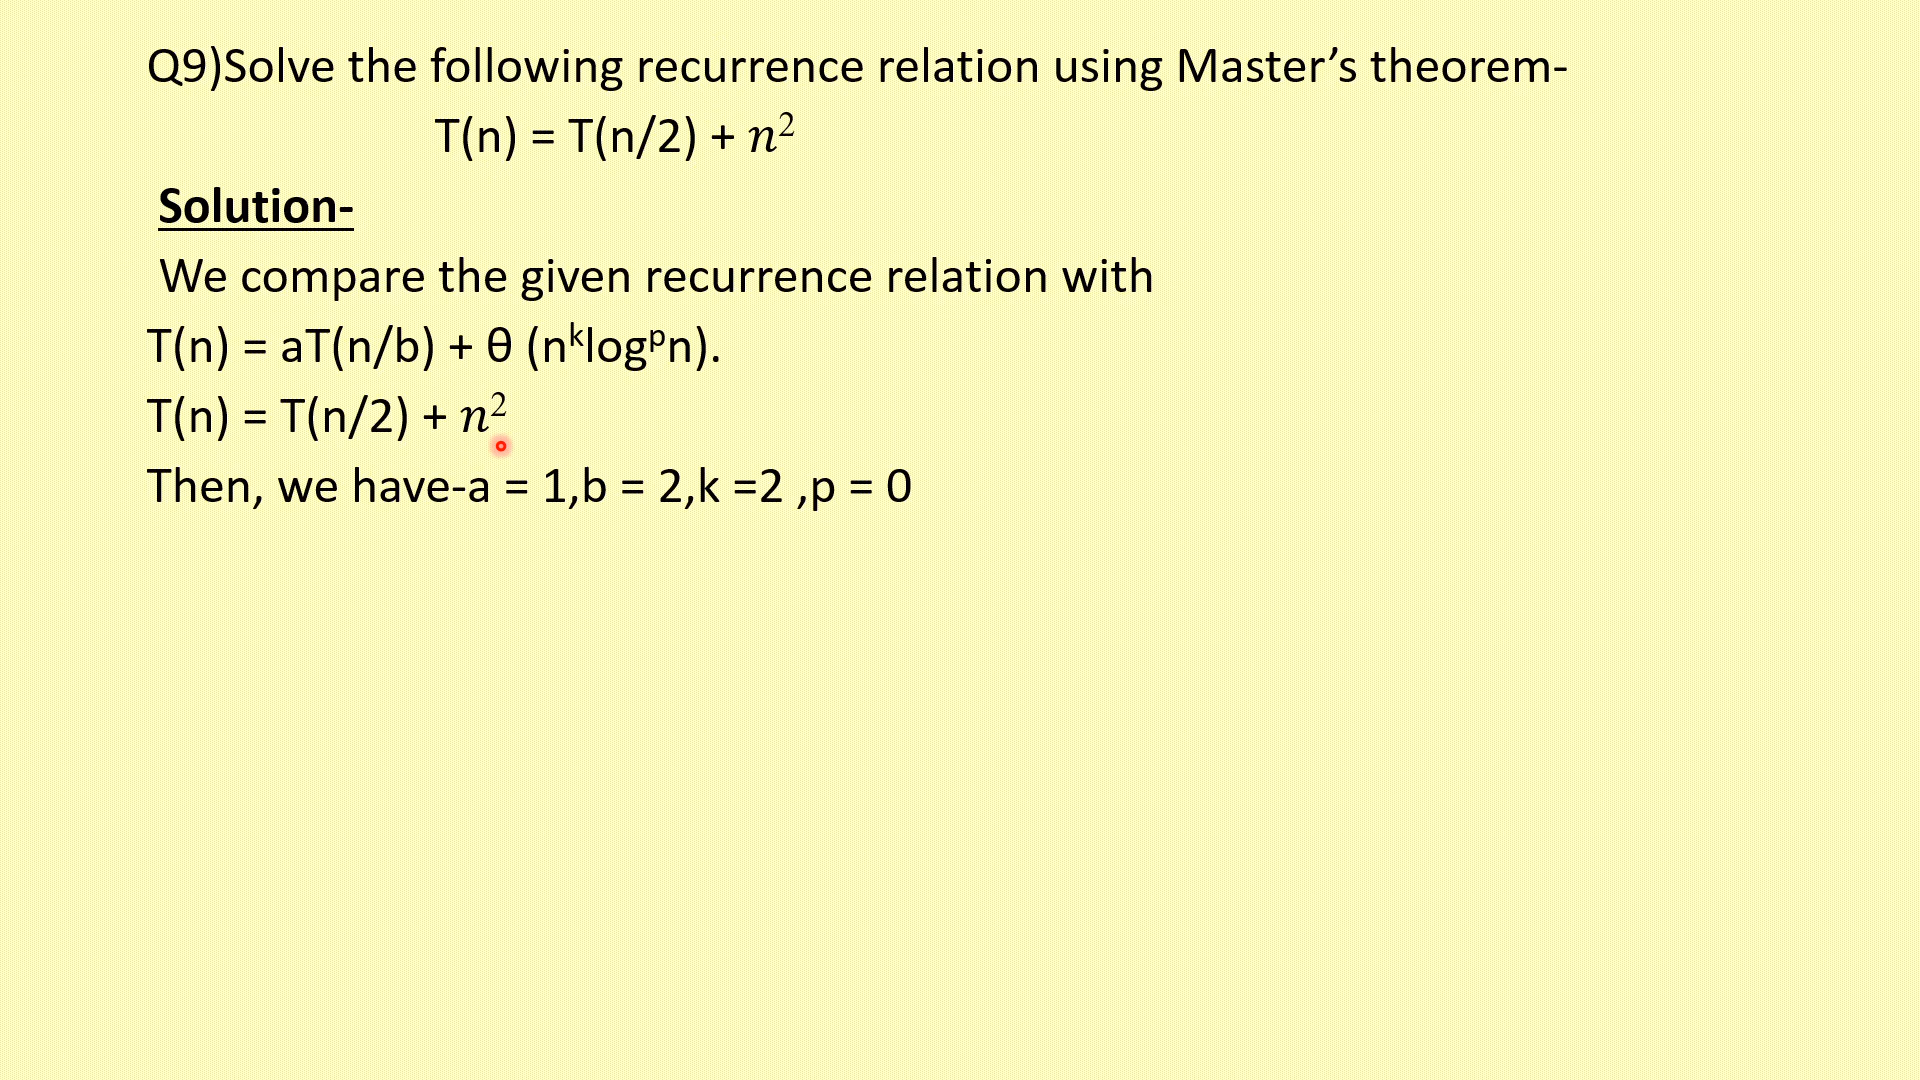 Q9)Solve the following recurrence relation using Master’s theorem-
T(n) = T(n/2) + 𝑛²
Solution-
We compare the given recurrence relation with
T(n) = aT(n/b) + θ (nᵏlogᵖn).
T(n) = T(n/2) + 𝑛²
Then, we have-a = 1,b = 2,k =2 ,p = 0